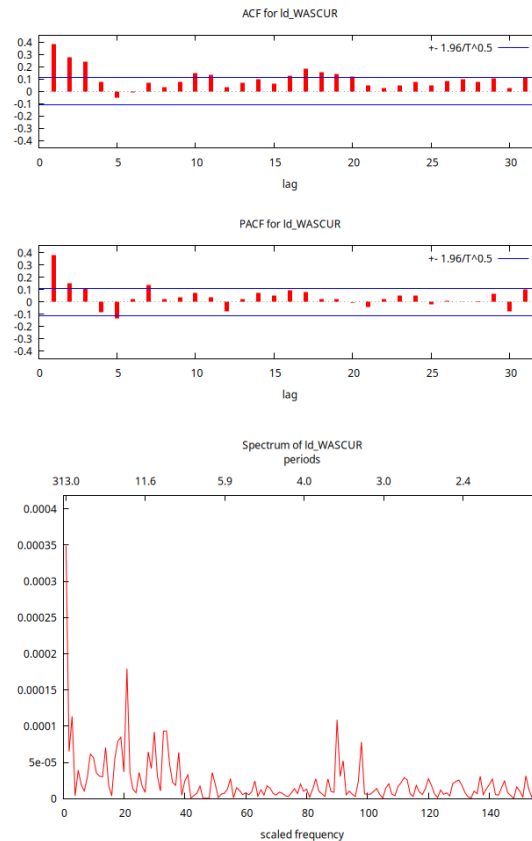 ACF for ld_WASCUR
+- 1.96/T^0.5
0.4
0.3
0.2
0.1
0
-0.1
-0.2
-0.3
-0.4
0 5 10 15 20 25 30
lag
PACF for ld_WASCUR
+- 1.96/T^0.5
0.4
0.3
0.2
0.1
0
-0.1
-0.2
-0.3
-0.4
0 5 10 15 20 25 30
lag
Spectrum of ld_WASCUR
periods
313.0 11.6 5.9 4.0 3.0 2.4
0.0004
0.00035
0.0003
0.00025
0.0002
0.00015
0.0001
5e-05
0
0 20 40 60 80 100 120 140
scaled frequency